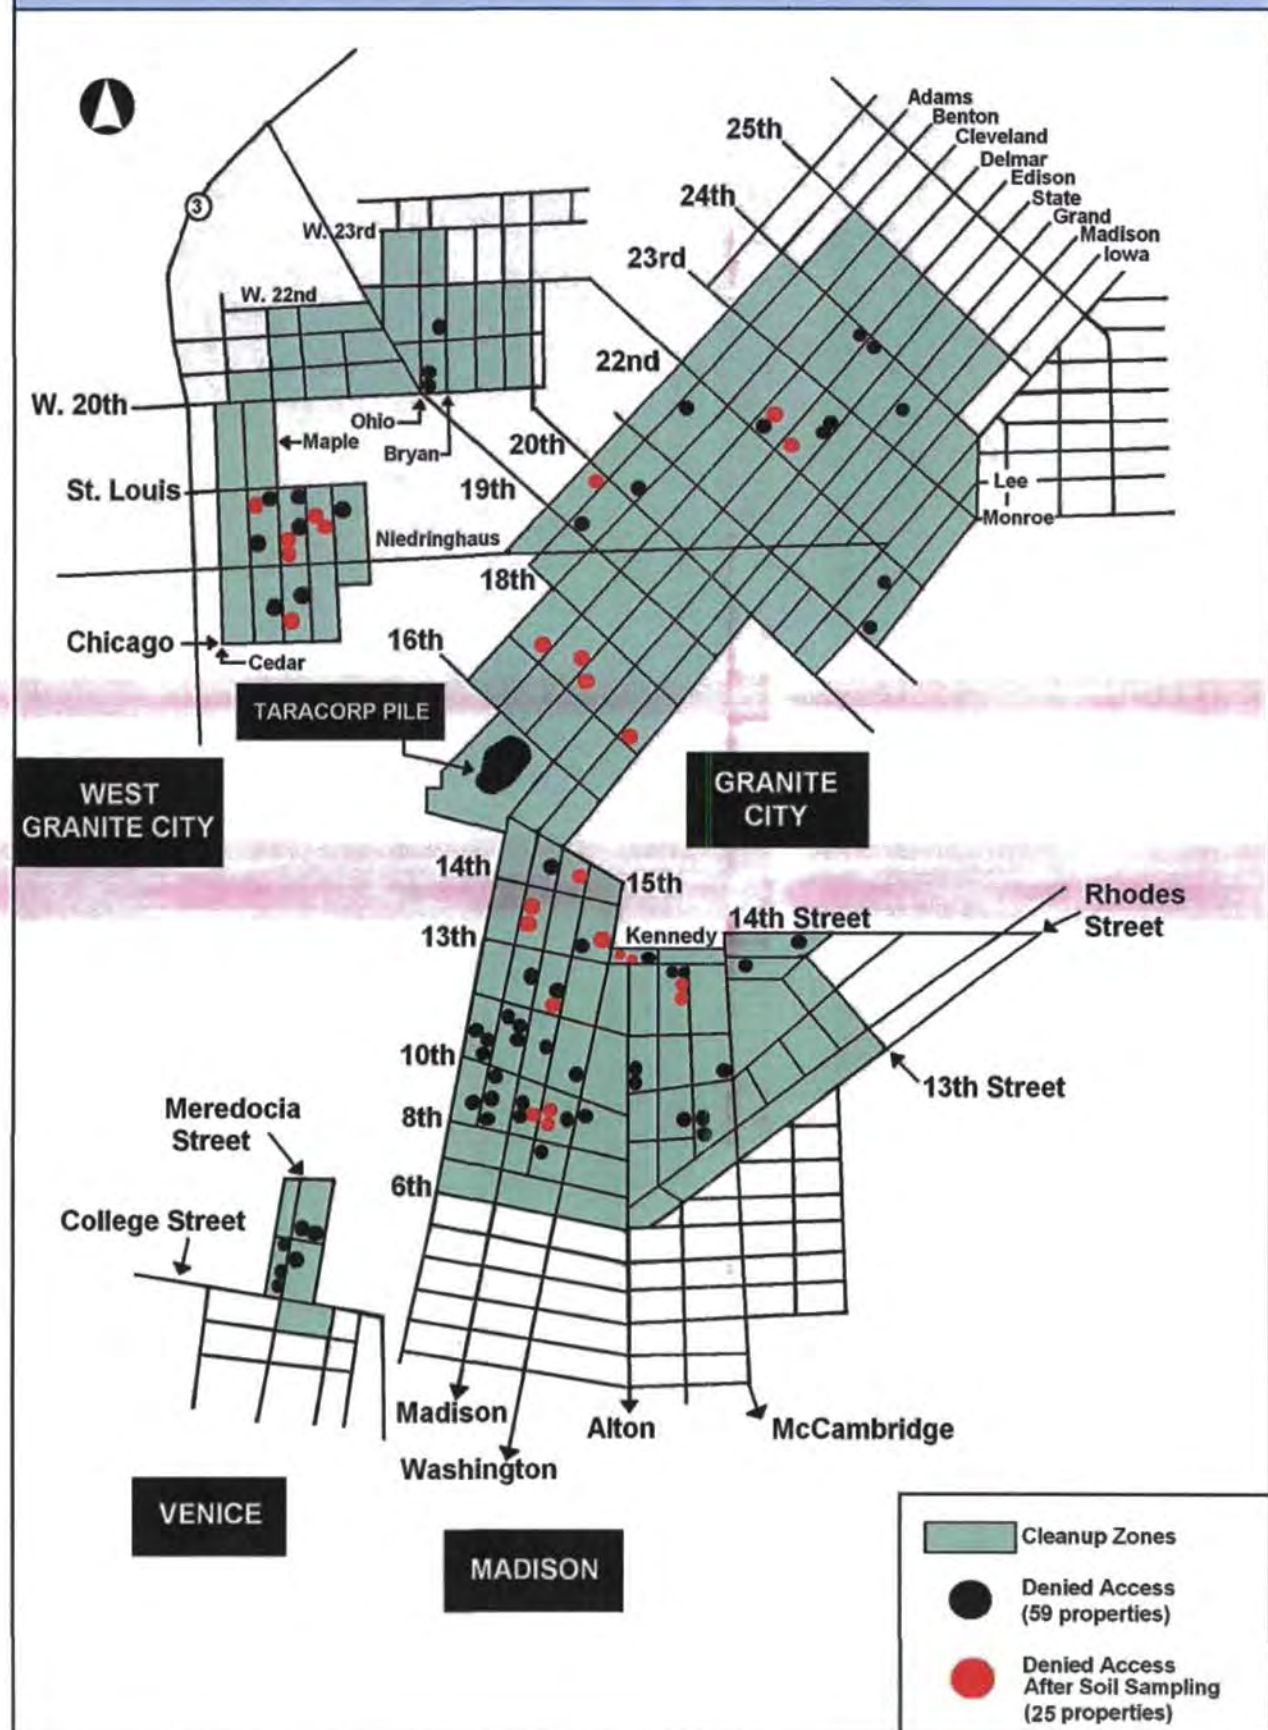 Adams
Benton
Cleveland
Delmar
Edison
State
Grand
Madison
Iowa
25th
24th
23rd
22nd
20th
19th
18th
16th
3
W. 23rd
W. 22nd
W. 20th
Ohio
Maple
Bryan
St. Louis
Niedringhaus
Lee
Monroe
Chicago
Cedar
TARACORP PILE
WEST
GRANITE CITY
GRANITE
CITY
14th
15th
13th
Kennedy
14th Street
Rhodes
Street
10th
8th
6th
13th Street
Meredocia
Street
College Street
Madison
Washington
Alton
McCambridge
VENICE
MADISON
Cleanup Zones
Denied Access
(59 properties)
Denied Access
After Soil Sampling
(25 properties)